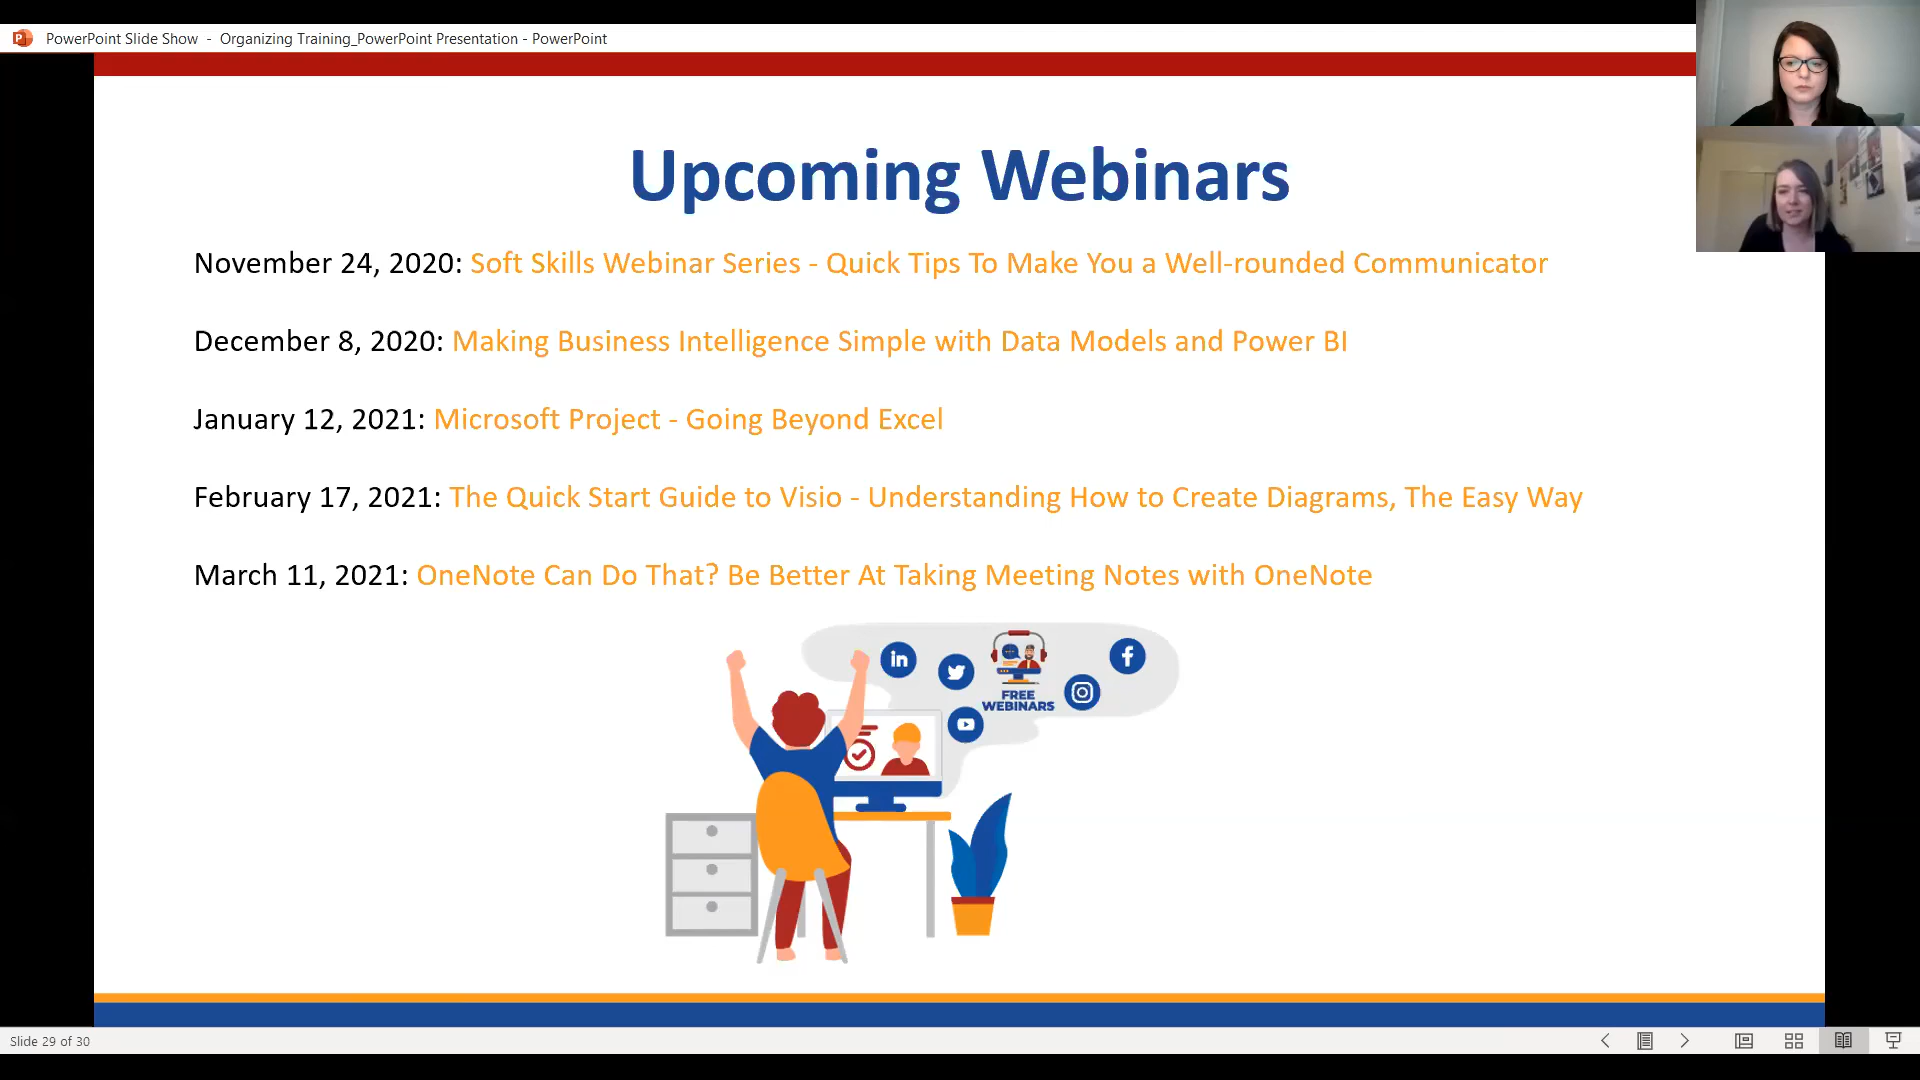 PowerPoint Slide Show - Organizing Training_PowerPoint Presentation - PowerPoint
Upcoming Webinars
November 24, 2020: Soft Skills Webinar Series - Quick Tips To Make You a Well-rounded Communicator
December 8, 2020: Making Business Intelligence Simple with Data Models and Power BI
January 12, 2021: Microsoft Project - Going Beyond Excel
February 17, 2021: The Quick Start Guide to Visio - Understanding How to Create Diagrams, The Easy Way
March 11, 2021: OneNote Can Do That? Be Better At Taking Meeting Notes with OneNote
in
f
FREE
WEBINARS
Slide 29 of 30